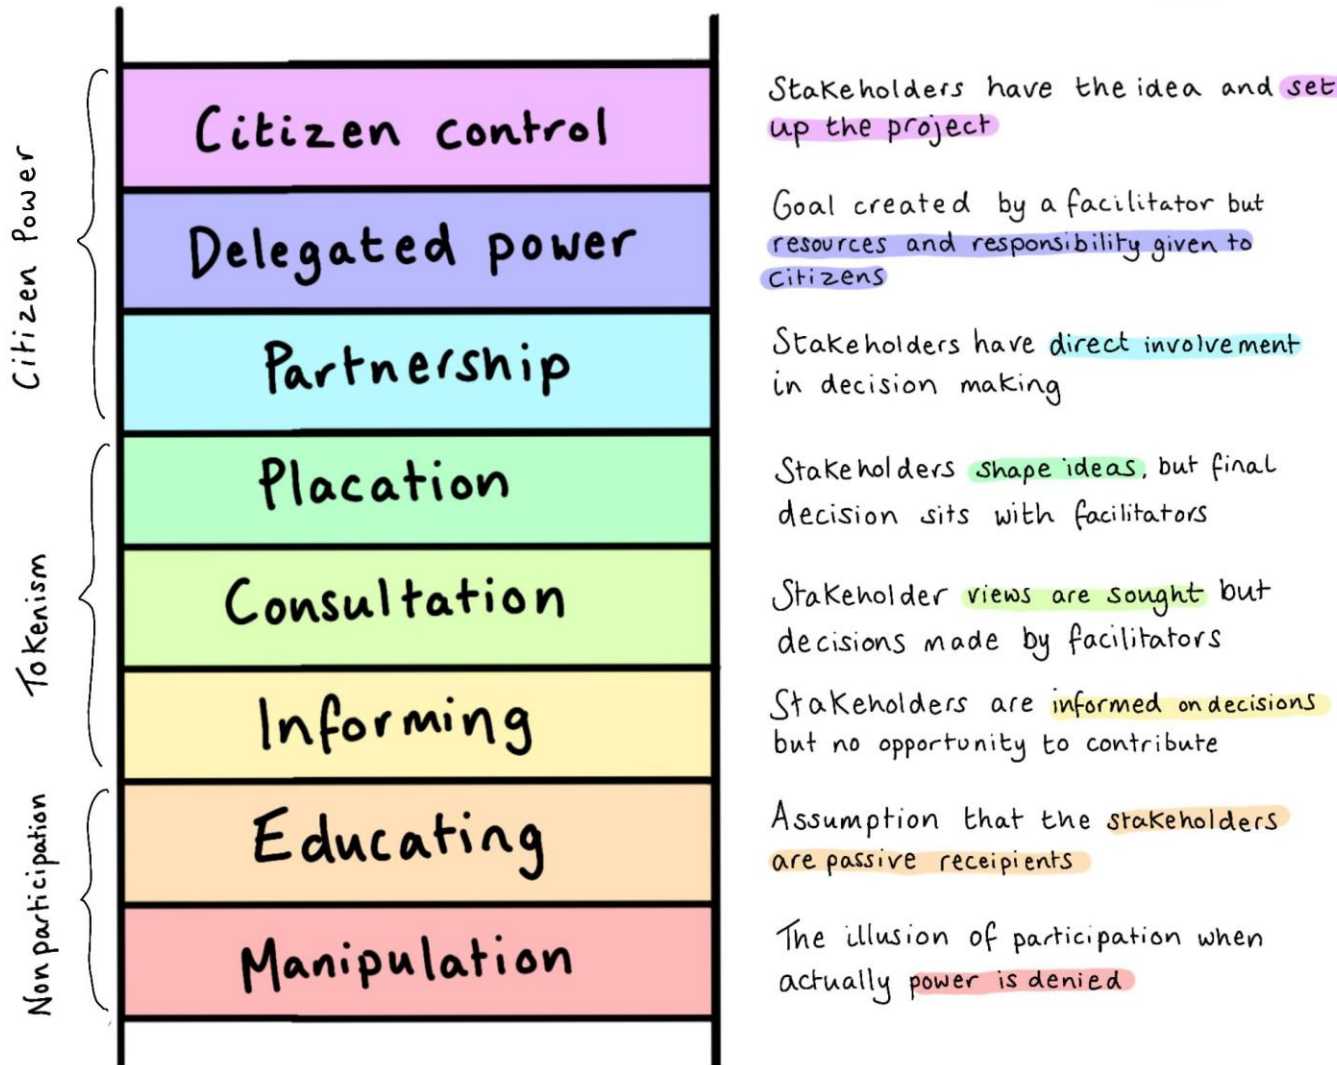 Citizen Power
Citizen control
Stakeholders have the idea and set
up the project
Delegated power
Goal created by a facilitator but
resources and responsibility given to
Citizens
Partnership
Stakeholders have direct involvement
in decision making
Tokenism
Placation
Stakeholders shape ideas, but final
decision sits with facilitators
Consultation
Stakeholder views are sought but
decisions made by facilitators
Informing
Stakeholders are informed on decisions
but no opportunity to contribute
Nonparticipation
Educating
Assumption that the stakeholders
are passive receipients
Manipulation
The illusion of participation when
actually power is denied